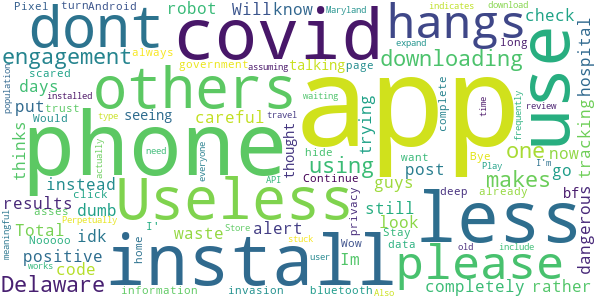 Pixel turn Android robot Willknow Maryland indicates download
dont covid hangs use
engagement always government talking page expand check
population scared installed assuming long downloading hospital
days Would trust others API
put seeing careful waiting trying complete time frequently review tracking
phone app
thinks type actually need everyone hide travel one now
instead thought using want post Play I'm go
results click Useless Continue guys already makes bf
Total dumb still deep less dangerous
meaningful Nooooo asses Perpetually waste alert privacy look
positive idk home install Im Wow data old include please
code works Store stuck user Stay
Delaware information invasion Also bluetooth Bye I' completely rather